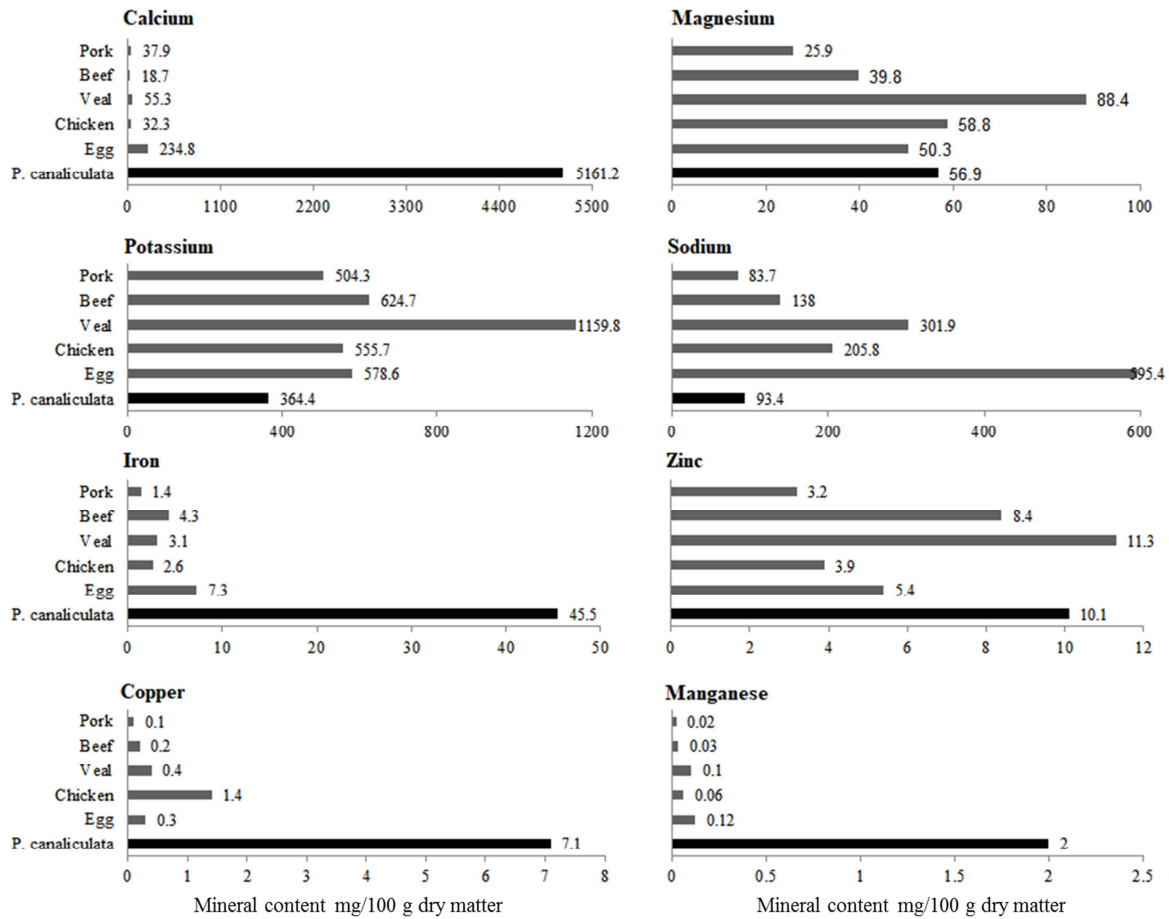 Calcium
Pork 37.9
Beef 18.7
Veal 55.3
Chicken 32.3
Egg 234.8
P. canaliculata 5161.2
0 1100 2200 3300 4400 5500
Magnesium
25.9
39.8
88.4
58.8
50.3
56.9
0 20 40 60 80 100
Potassium
Pork 504.3
Beef 624.7
Veal 1159.8
Chicken 555.7
Egg 578.6
P. canaliculata 364.4
0 400 800 1200
Sodium
83.7
138
301.9
205.8
595.4
93.4
0 200 400 600
Iron
Pork 1.4
Beef 4.3
Veal 3.1
Chicken 2.6
Egg 7.3
P. canaliculata 45.5
0 10 20 30 40 50
Zinc
3.2
8.4
11.3
3.9
5.4
10.1
0 2 4 6 8 10 12
Copper
Pork 0.1
Beef 0.2
Veal 0.4
Chicken 1.4
Egg 0.3
P. canaliculata 7.1
0 1 2 3 4 5 6 7 8
Mineral content mg/100 g dry matter
Manganese
0.02
0.03
0.1
0.06
0.12
2
0 0.5 1 1.5 2 2.5
Mineral content mg/100 g dry matter